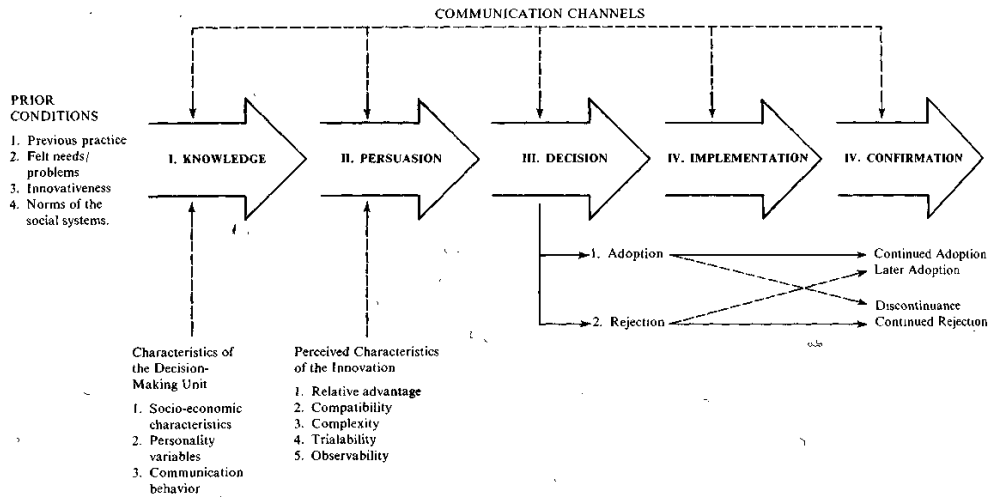 COMMUNICATION CHANNELS
PRIOR
CONDITIONS
1. Previous practice
2. Felt needs/
problems
3. Innovativeness
4. Norms of the
social systems.
I. KNOWLEDGE
II. PERSUASION
III. DECISION
IV. IMPLEMENTATION
IV. CONFIRMATION
1. Adoption
2. Rejection
Continued Adoption
Later Adoption
Discontinuance
Continued Rejection
Characteristics of
the Decision-
Making Unit
1. Socio-economic
characteristics
2. Personality
variables
3. Communication
behavior
Perceived Characteristics
of the Innovation
1. Relative advantage
2. Compatibility
3. Complexity
4. Trialability
5. Observability